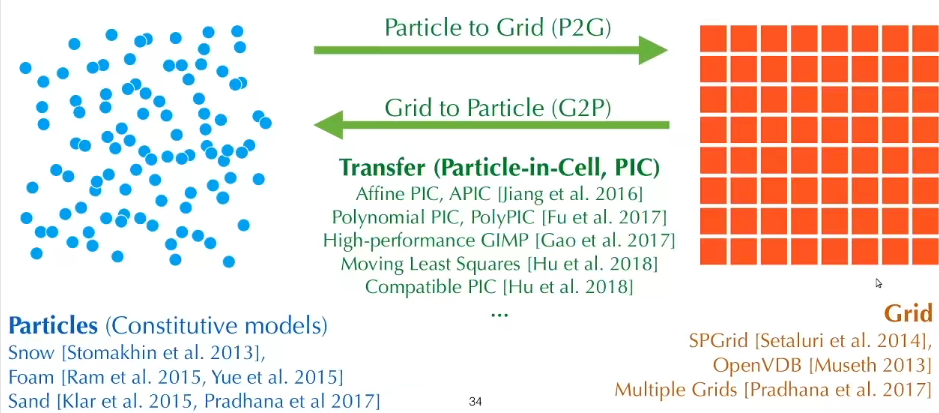 Particle to Grid (P2G)
Grid to Particle (G2P)
Transfer (Particle-in-Cell, PIC)
Affine PIC, APIC [Jiang et al. 2016]
Polynomial PIC, PolyPIC [Fu et al. 2017]
High-performance GIMP [Gao et al. 2017]
Moving Least Squares [Hu et al. 2018]
Compatible PIC [Hu et al. 2018]
...
Particles (Constitutive models)
Snow [Stomakhin et al. 2013],
Foam [Ram et al. 2015, Yue et al. 2015]
Sand [Klar et al. 2015, Pradhana et al 2017]
Grid
SPGrid [Setaluri et al. 2014],
OpenVDB [Museth 2013]
Multiple Grids [Pradhana et al. 2017]
34